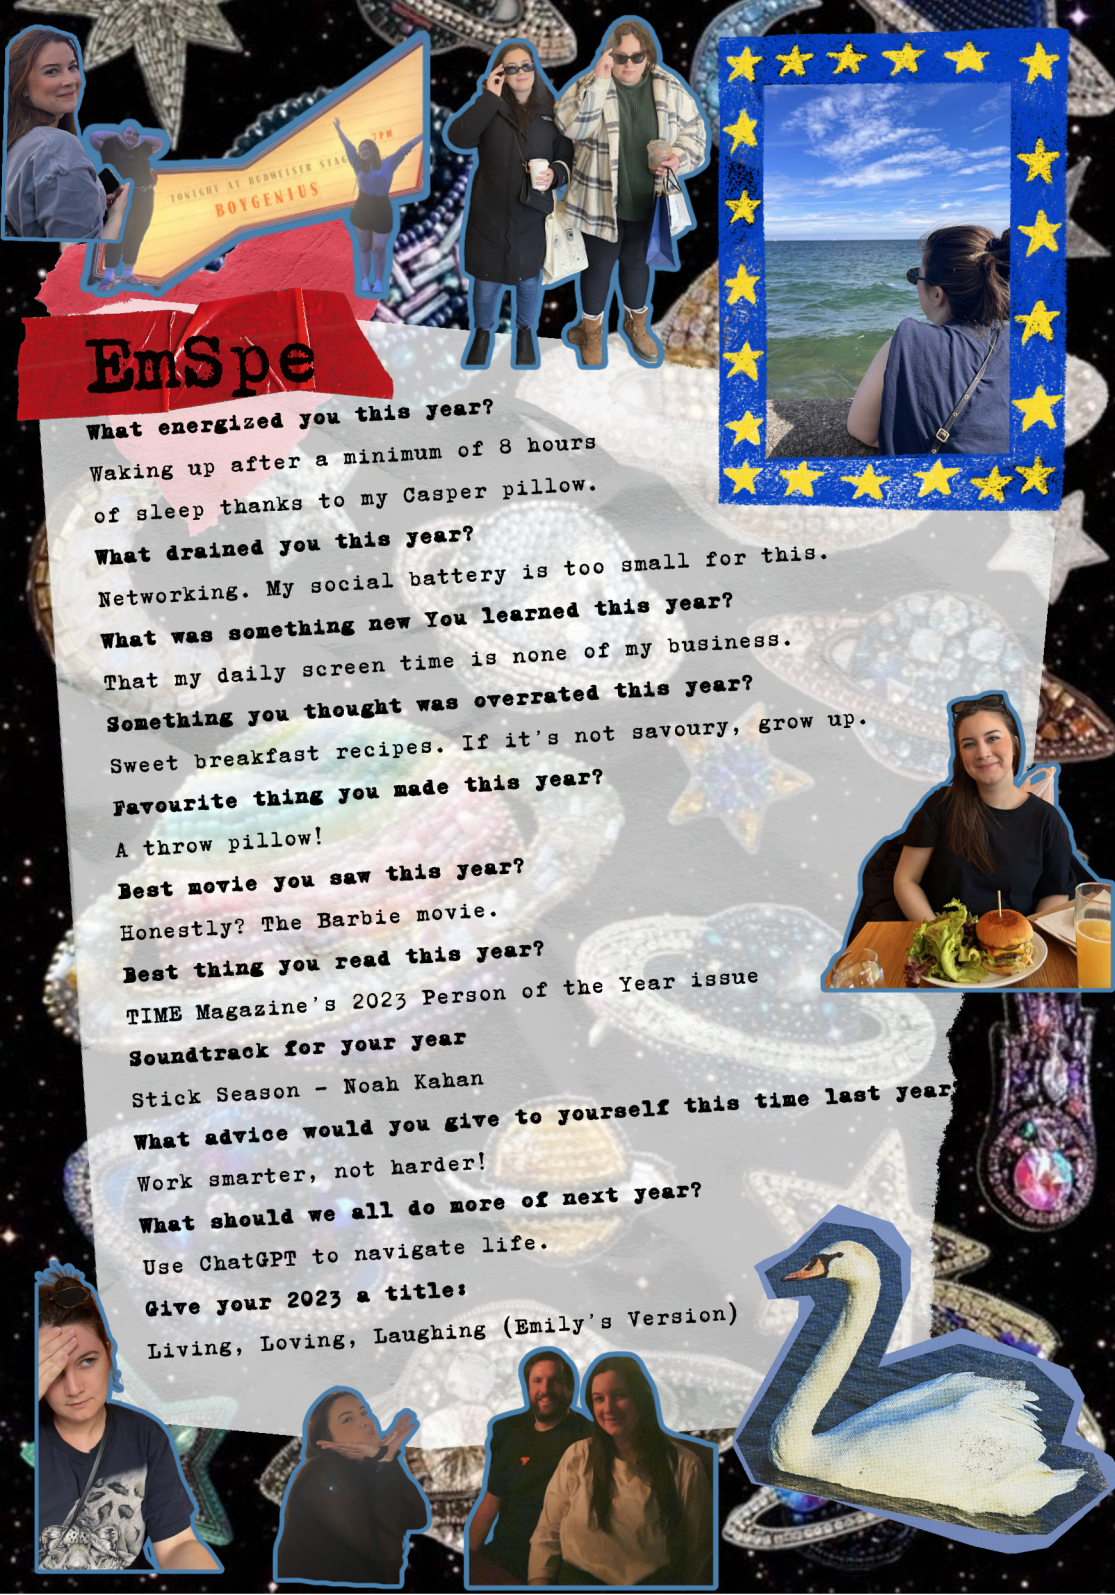 TONIGHT AT BUDWEISER STAG
7PM
BOYGENIUS
EmSpe
What energized you this year?
Waking up after a minimum of 8 hours
of sleep thanks to my Casper pillow.
What drained you this year?
Networking. My social battery is too small for this.
What was something new You learned this year?
That my daily screen time is none of my business.
Something you thought was overrated this year?
Sweet breakfast recipes. If it's not savoury, grow up.
Favourite thing you made this year?
A throw pillow!
Best movie you saw this year?
Honestly? The Barbie movie.
Best thing you read this year?
TIME Magazine's 2023 Person of the Year issue
Soundtrack for your year
Stick Season - Noah Kahan
What advice would you give to yourself this time last year?
Work smarter, not harder!
What should we all do more of next year?
Use ChatGPT to navigate life.
Give your 2023 a title:
Living, Loving, Laughing (Emily's Version)